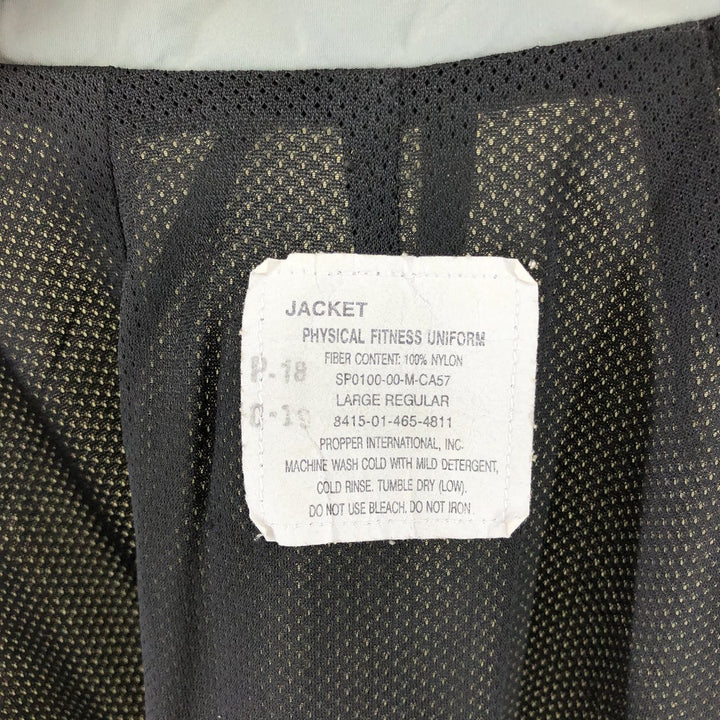 JACKET
PHYSICAL FITNESS UNIFORM
FIBER CONTENT: 100% NYLON
SP0100-00-M-CA57
LARGE REGULAR
8415-01-465-4811
PROPPER INTERNATIONAL, INC.
MACHINE WASH COLD WITH MILD DETERGENT,
COLD RINSE. TUMBLE DRY (LOW).
DO NOT USE BLEACH. DO NOT IRON